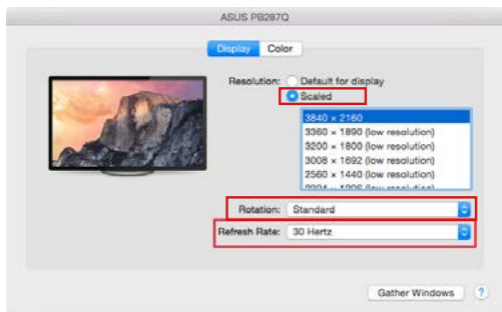 ASUS PB287Q
Display Color
Resolution: Default for display
Scaled
3840 × 2160
3360 × 1890 (low resolution)
3200 × 1800 (low resolution)
3008 × 1692 (low resolution)
2560 × 1440 (low resolution)
Rotation: Standard
Refresh Rate: 30 Hertz
Gather Windows ?